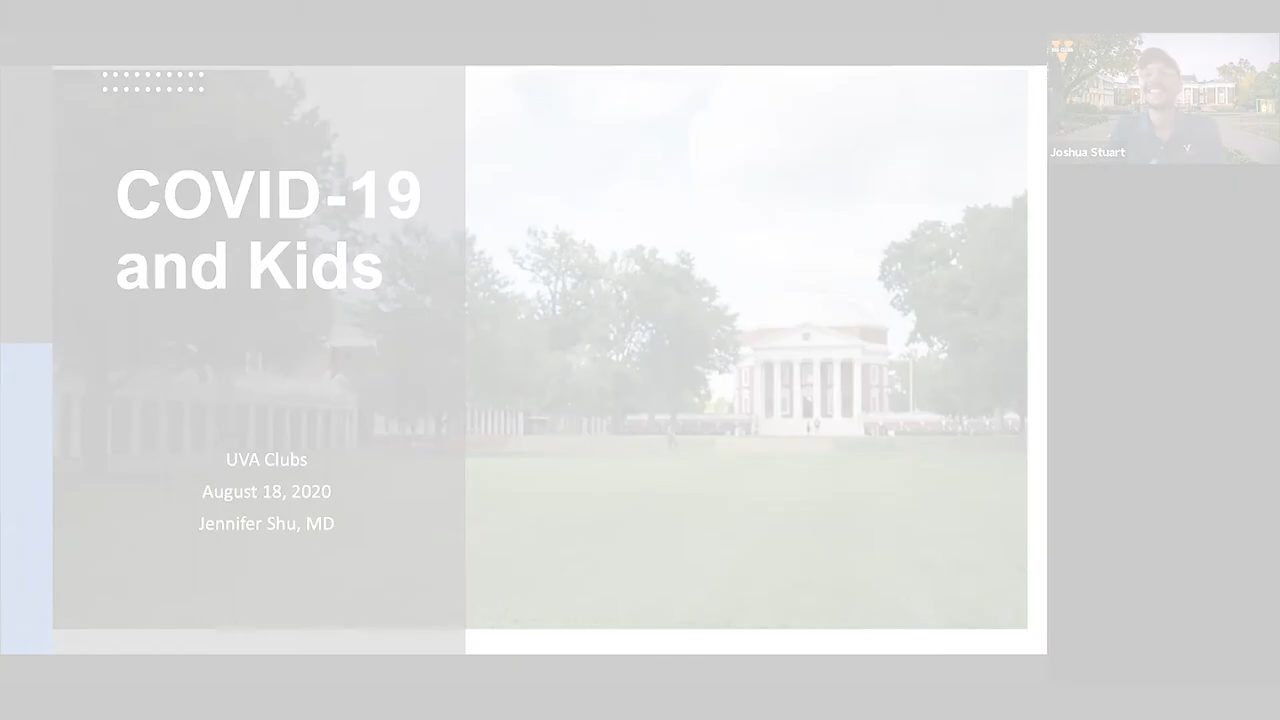 COVID-19
and Kids
UVA Clubs
August 18, 2020
Jennifer Shu, MD
Joshua Stuart